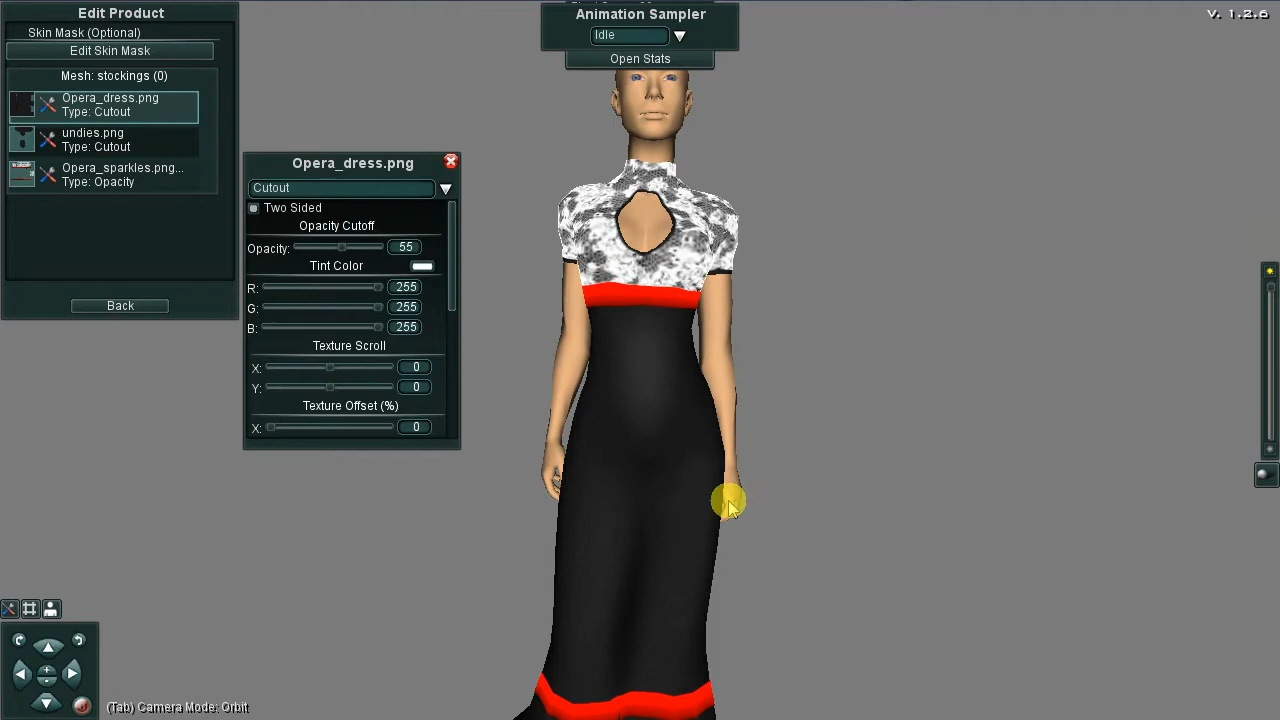 Edit Product
Skin Mask (Optional)
Edit Skin Mask
Mesh: stockings (0)
Opera_dress.png
Type: Cutout
undies.png
Type: Cutout
Opera_sparkles.png...
Type: Opacity
Back
Opera_dress.png
Cutout
Two Sided
Opacity Cutoff
Opacity: 55
Tint Color
R: 255
G: 255
B: 255
Texture Scroll
X: 0
Y: 0
Texture Offset (%)
X: 0
Animation Sampler
Idle
Open Stats
V. 1.2.6
(Tab) Camera Mode: Orbit